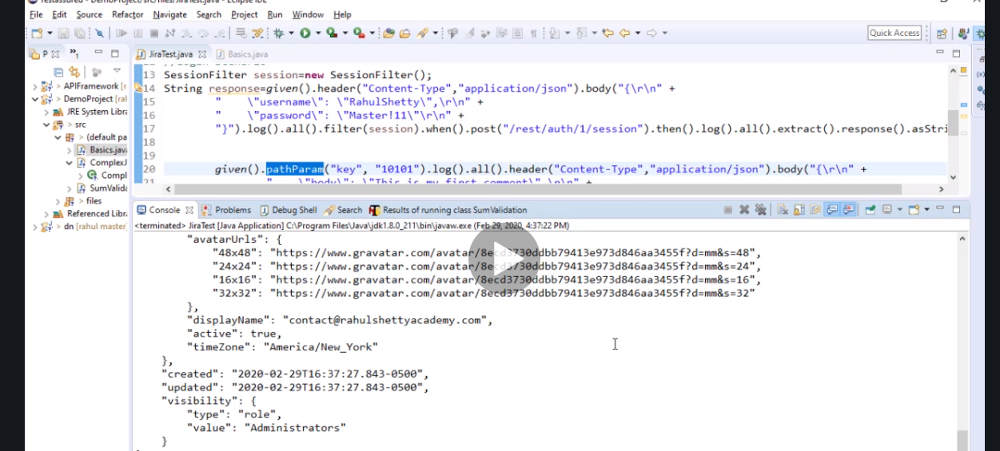 Testassured - DemoProject/src/files/JiraTest.java - Eclipse IDE
File Edit Source Refactor Navigate Search Project Run Window Help
Quick Access
P
»1
JiraTest.java
Basics.java
APIFramework [r
DemoProject [ral
JRE System Libra
src
(default pa
Basics.java
ComplexJ
Compl
SumValida
files
Referenced Libra
dn [rahul master]
13 SessionFilter session=new SessionFilter();
14 String response=given().header("Content-Type","application/json").body("{\r\n" +
15 "    \"username\": \"RahulShetty\",\r\n" +
16 "    \"password\": \"Master!11\"\r\n" +
17 "}").log().all().filter(session).when().post("/rest/auth/1/session").then().log().all().extract().response().asStri
18
19
20 given().pathParam("key", "10101").log().all().header("Content-Type","application/json").body("{\r\n" +
21 "    \"body\": \"This is my first comment\",\r\n" +
Console Problems Debug Shell Search Results of running class SumValidation
<terminated> JiraTest [Java Application] C:\Program Files\Java\jdk1.8.0_211\bin\javaw.exe (Feb 29, 2020, 4:37:22 PM)
"avatarUrls": {
"48x48": "https://www.gravatar.com/avatar/8ecd3730ddbb79413e973d846aa3455f?d=mm&s=48",
"24x24": "https://www.gravatar.com/avatar/8ecd3730ddbb79413e973d846aa3455f?d=mm&s=24",
"16x16": "https://www.gravatar.com/avatar/8ecd3730ddbb79413e973d846aa3455f?d=mm&s=16",
"32x32": "https://www.gravatar.com/avatar/8ecd3730ddbb79413e973d846aa3455f?d=mm&s=32"
},
"displayName": "contact@rahulshettyacademy.com",
"active": true,
"timeZone": "America/New_York"
},
"created": "2020-02-29T16:37:27.843-0500",
"updated": "2020-02-29T16:37:27.843-0500",
"visibility": {
"type": "role",
"value": "Administrators"
}